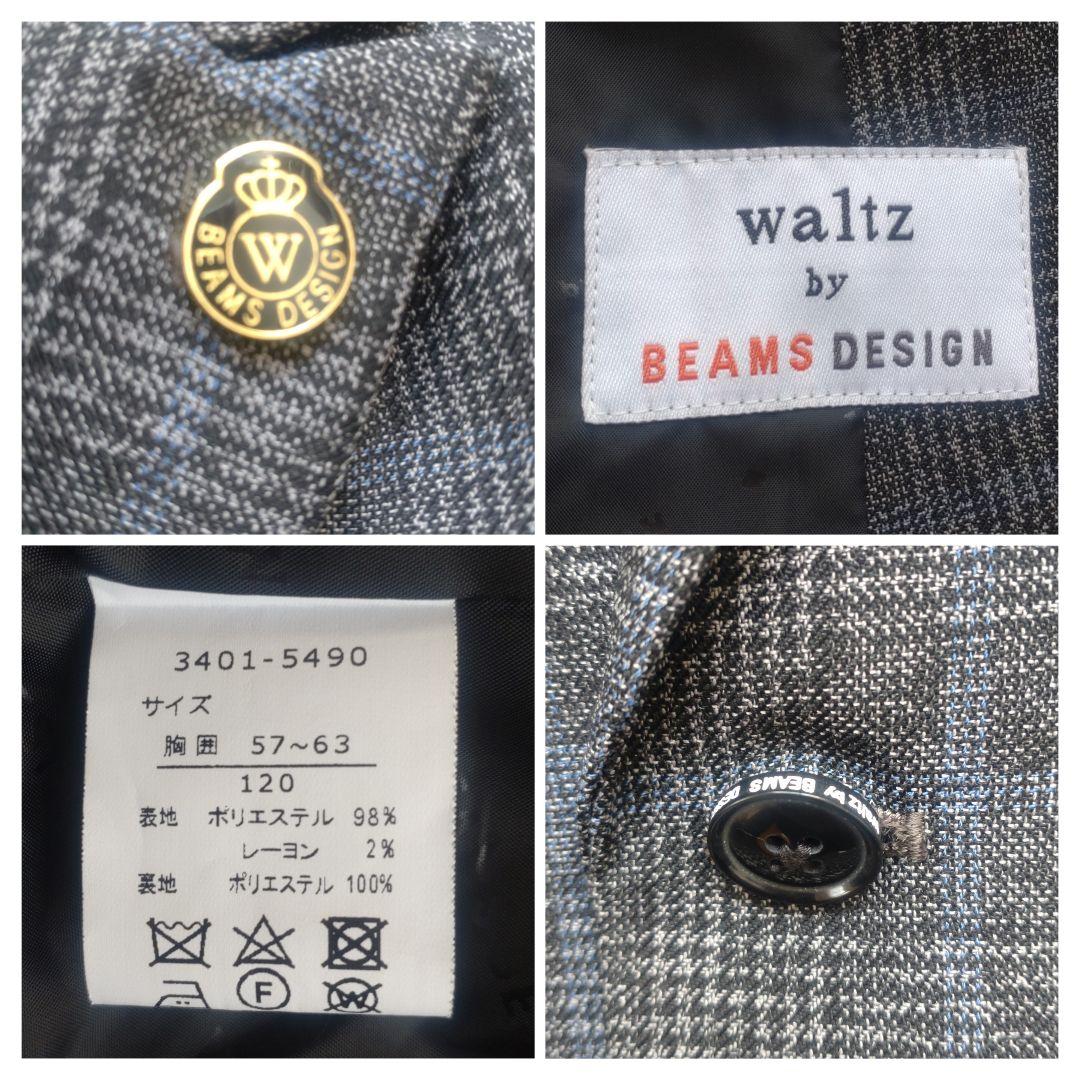 W
BEAMS DESIGN
waltz
by
BEAMS DESIGN
3401-5490
サイズ
胸囲 57~63
120
表地 ポリエステル 98%
レーヨン 2%
裏地 ポリエステル 100%
F
W
waltz by BEAMS